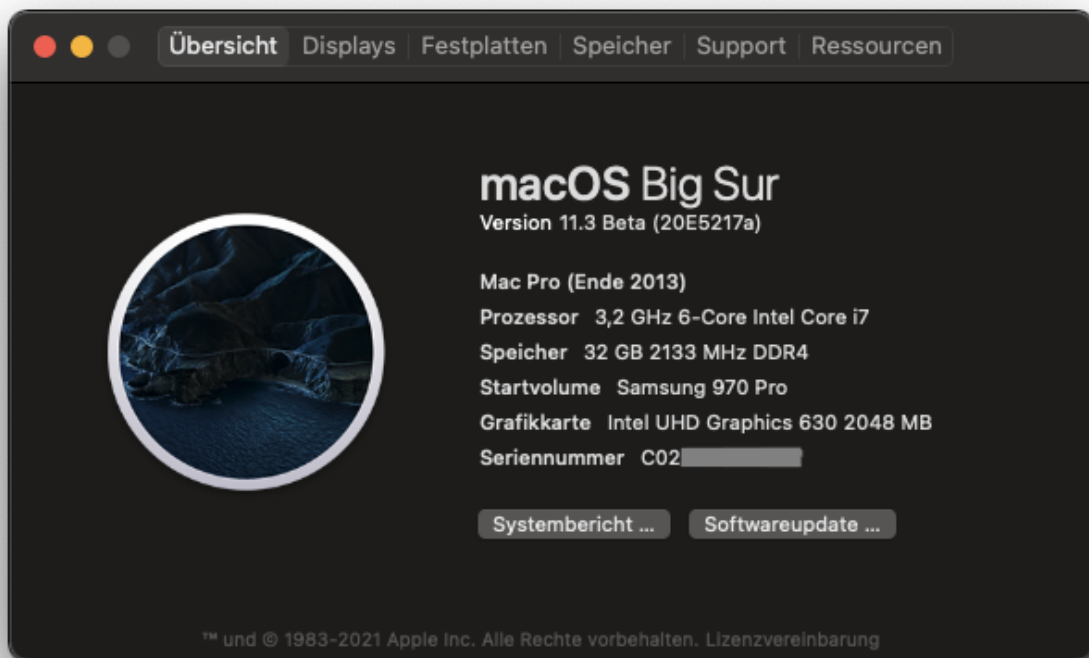 Übersicht Displays Festplatten Speicher Support Ressourcen
macOS Big Sur
Version 11.3 Beta (20E5217a)
Mac Pro (Ende 2013)
Prozessor 3,2 GHz 6-Core Intel Core i7
Speicher 32 GB 2133 MHz DDR4
Startvolume Samsung 970 Pro
Grafikkarte Intel UHD Graphics 630 2048 MB
Seriennummer C02
Systembericht ... Softwareupdate ...
™ und © 1983-2021 Apple Inc. Alle Rechte vorbehalten. Lizenzvereinbarung